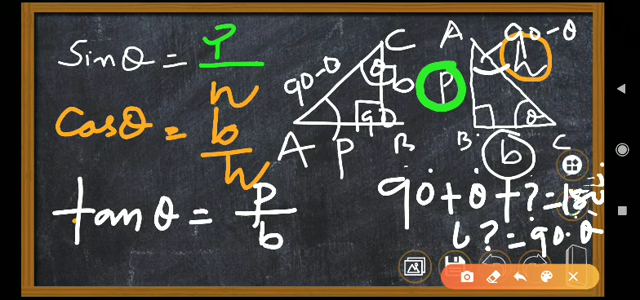 sinθ = P/h
cosθ = b/h
tanθ = P/b
C
90-θ
θ
b
90
A
P
B
A
90-θ
h
P
θ
B
b
C
90+θ+?=180
?=90-θ